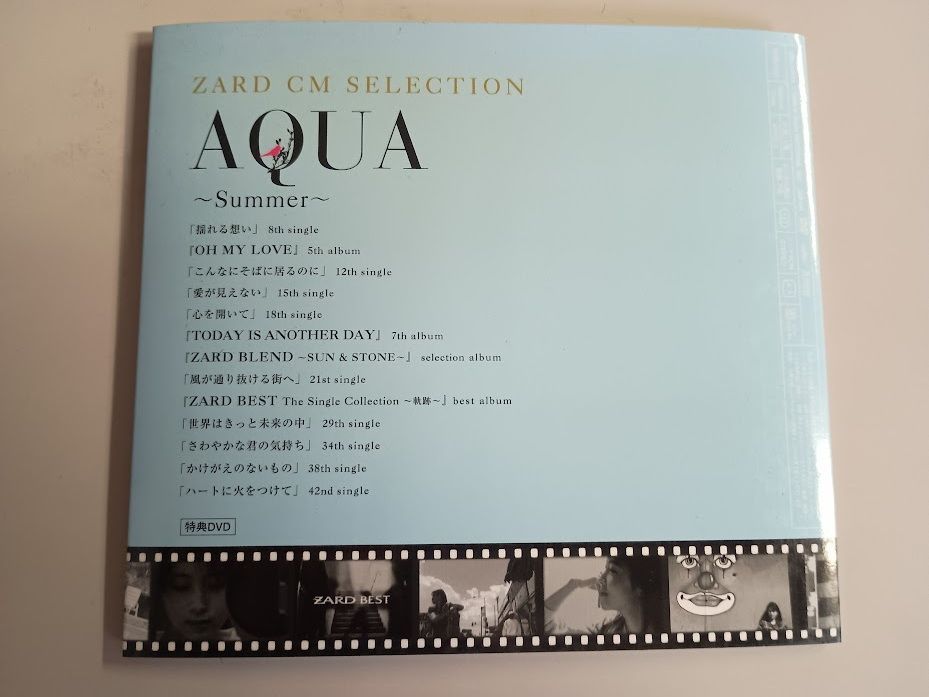 ZARD CM SELECTION
AQUA
～Summer～
「揺れる想い」 8th single
『OH MY LOVE』 5th album
「こんなにそばに居るのに」 12th single
「愛が見えない」 15th single
「心を開いて」 18th single
『TODAY IS ANOTHER DAY』 7th album
『ZARD BLEND ～SUN & STONE～』 selection album
「風が通り抜ける街へ」 21st single
『ZARD BEST The Single Collection ～軌跡～』 best album
「世界はきっと未来の中」 29th single
「さわやかな君の気持ち」 34th single
「かけがえのないもの」 38th single
「ハートに火をつけて」 42nd single
特典DVD
ZARD BEST